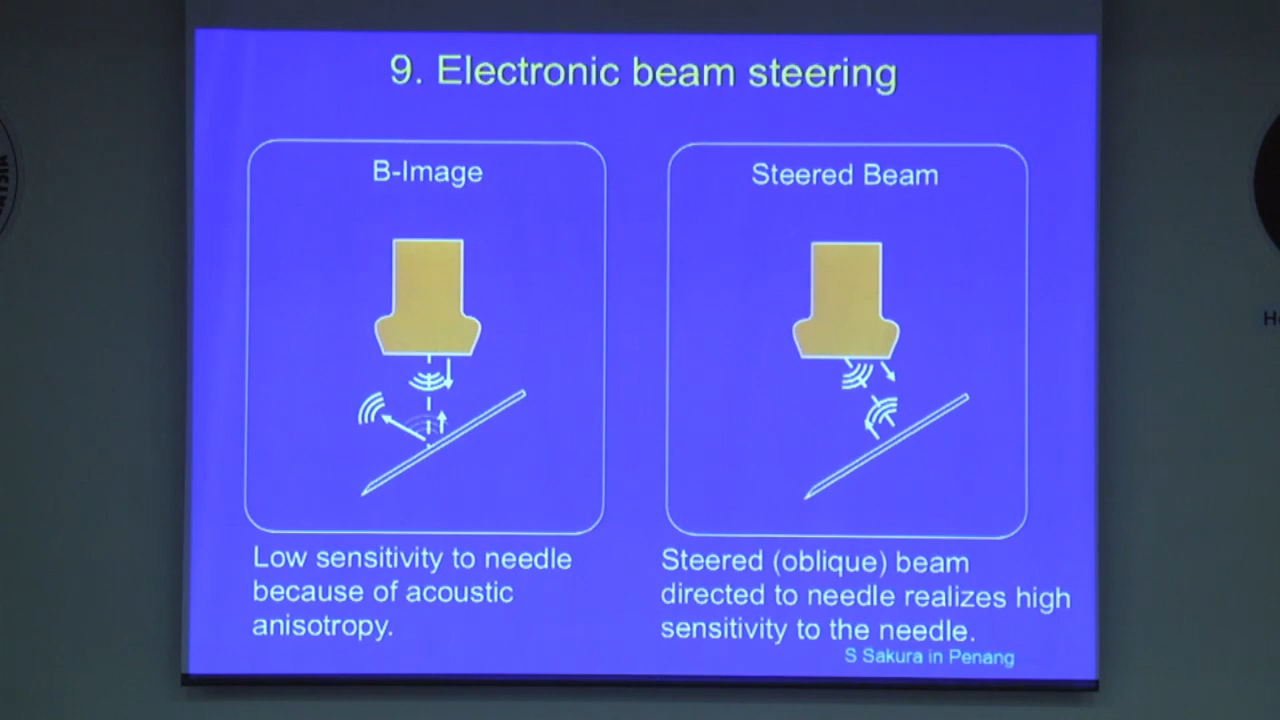 9. Electronic beam steering
B-Image
Steered Beam
Low sensitivity to needle
because of acoustic
anisotropy.
Steered (oblique) beam
directed to needle realizes high
sensitivity to the needle.
S Sakura in Penang